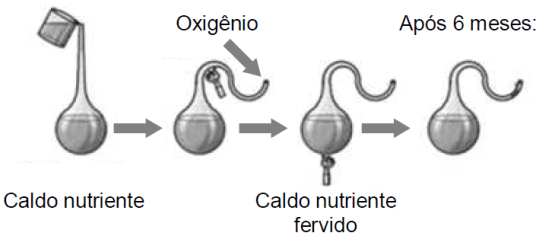 Oxigênio
Após 6 meses:
Caldo nutriente
Caldo nutriente
fervido